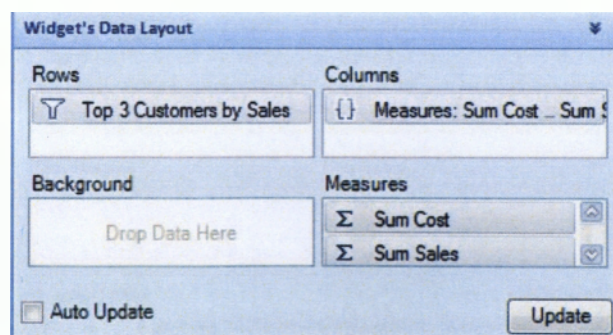 Widget's Data Layout
Rows
Columns
Top 3 Customers by Sales
{} Measures: Sum Cost ... Sum S
Background
Measures
Drop Data Here
Σ Sum Cost
Σ Sum Sales
Auto Update
Update